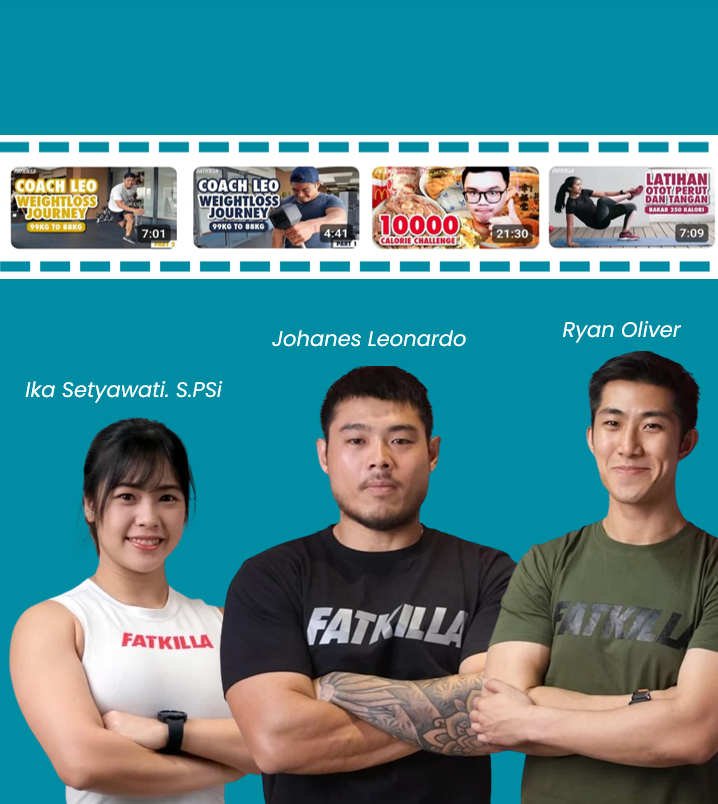 FATKILLA
COACH LEO
WEIGHTLOSS
JOURNEY
99KG TO 88KG
7:01
FATKILLA
COACH LEO
WEIGHTLOSS
JOURNEY
99KG TO 88KG
4:41
PART 1
FATKILLA
10000
CALORIE CHALLENGE
21:30
FATKILLA
LATIHAN
OTOT PERUT
DAN TANGAN
BAKAR 250 KALORI
7:09
Johanes Leonardo
Ryan Oliver
Ika Setyawati. S.PSi
FATKILLA
FATKILLA
FATKILLA